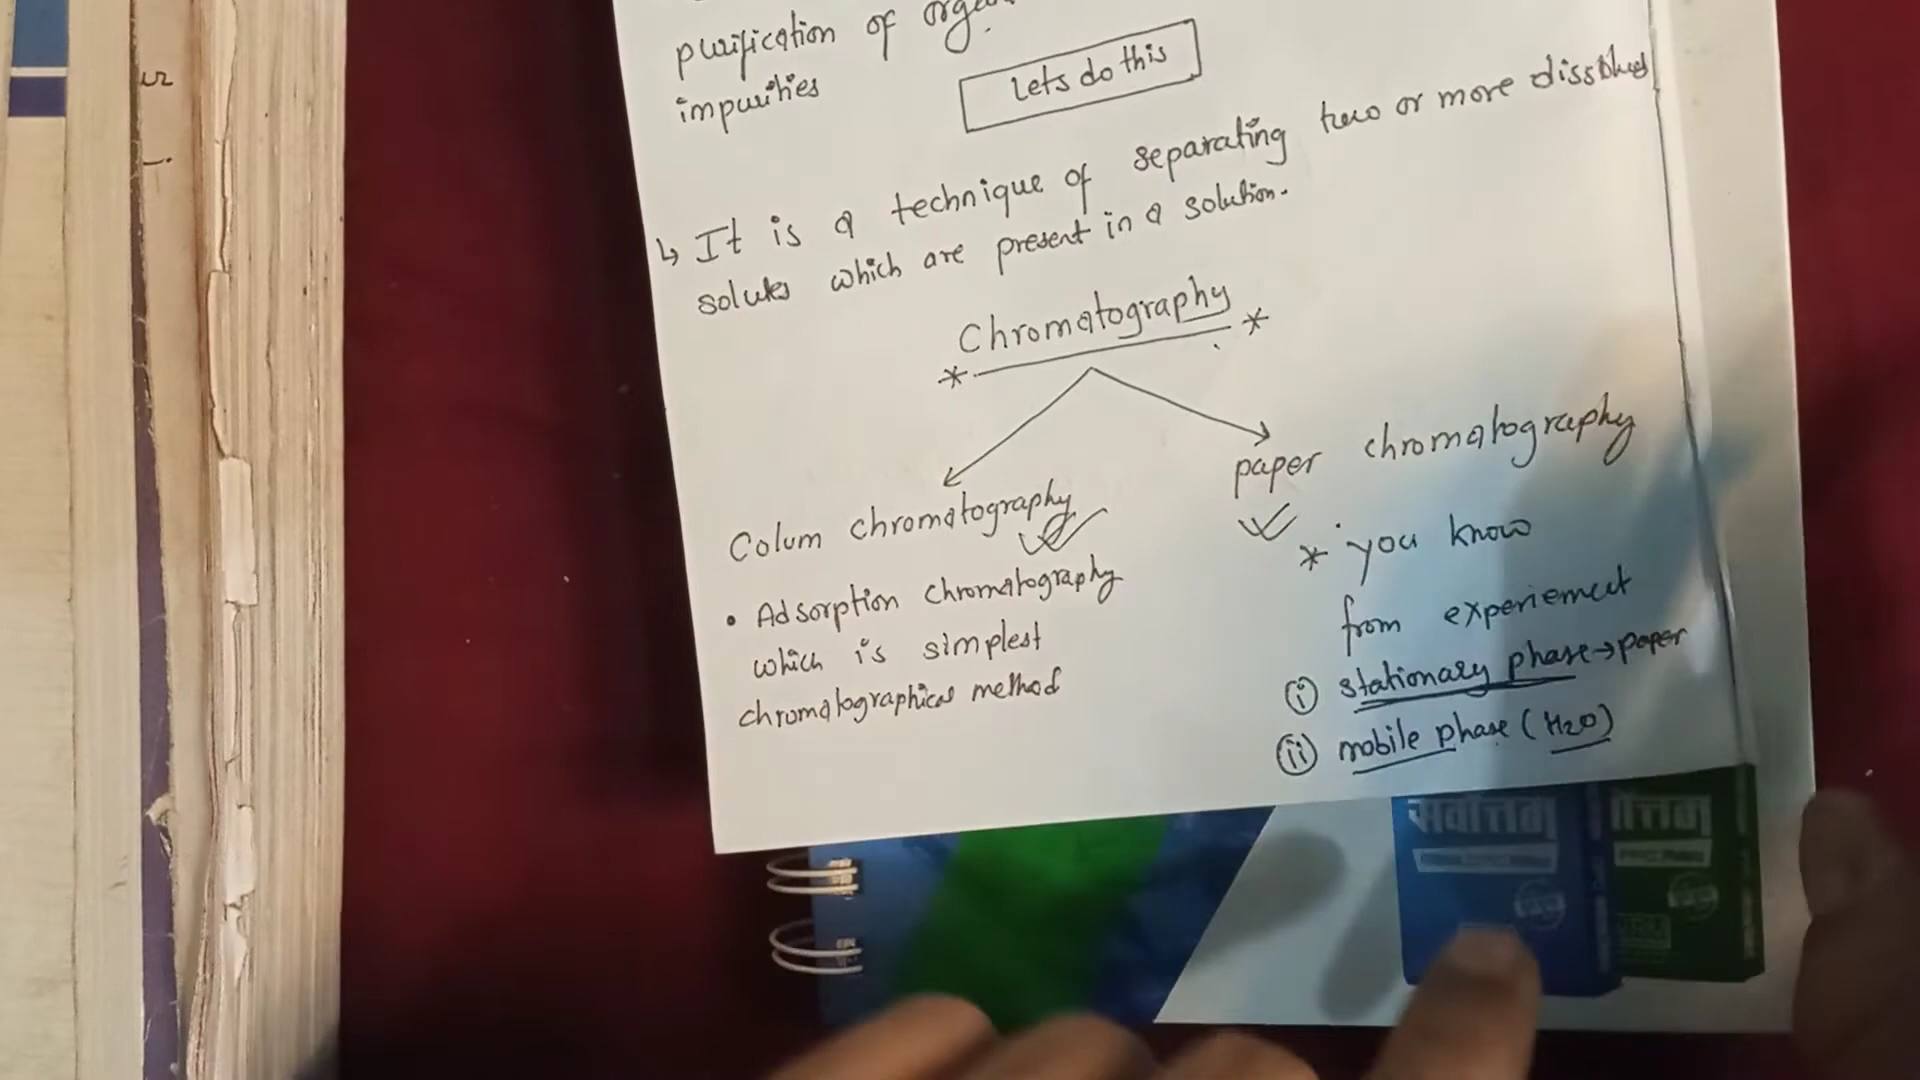 purification of
impurities
Lets do this
↳ It is a technique of separating two or more dissolved
solutes which are present in a solution.
* Chromatography *
Colum chromatography
• Adsorption chromatography
which is simplest
chromatographical method
paper chromatography
* you know
from experiemeut
(i) stationary phase → paper
(ii) mobile phase (H2O)